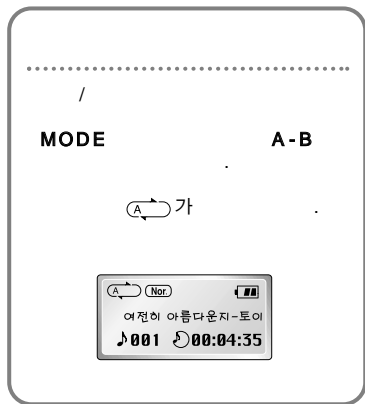 /
MODE A-B
.
A 가 .
A Nor.
여전히 아름다운지-토이
001 00:04:35